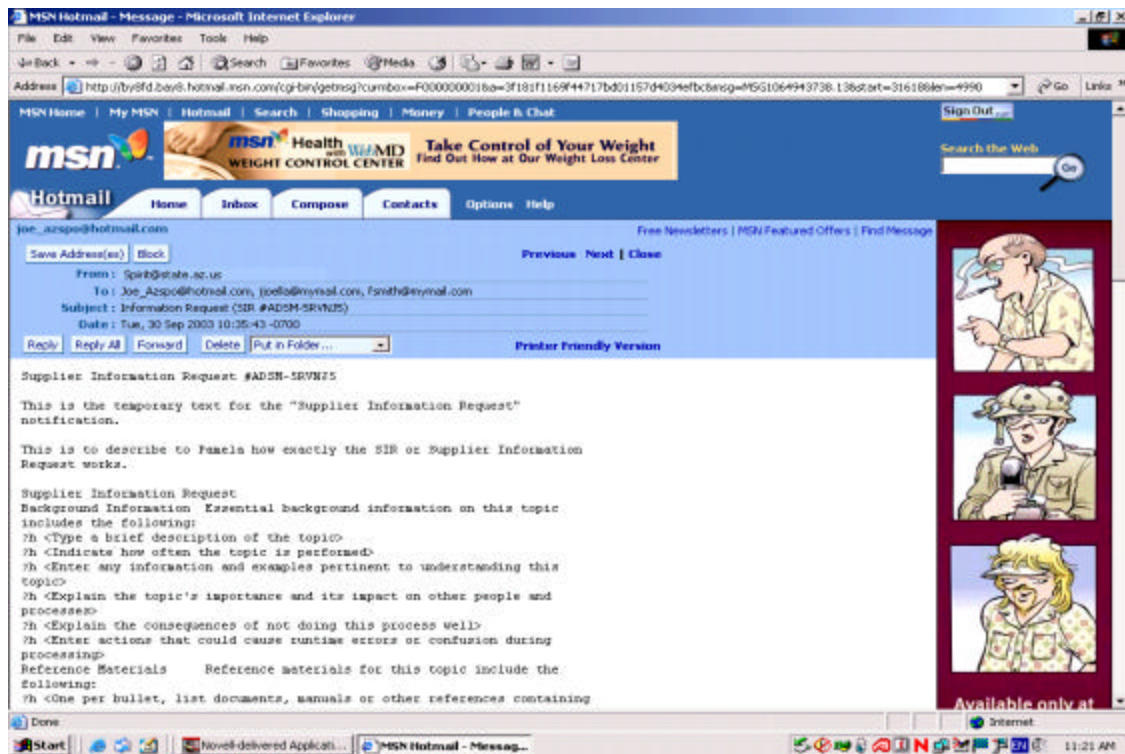 MSN Hotmail - Message - Microsoft Internet Explorer
File Edit View Favorites Tools Help
Back Search Favorites Media
Address http://by8fd.bay8.hotmail.msn.com/cgi-bin/getmsg? Go Links
MSN Home | My MSN | Hotmail | Search | Shopping | Money | People & Chat
Sign Out
msn
msn Health with WebMD
WEIGHT CONTROL CENTER
Take Control of Your Weight
Find Out How at Our Weight Loss Center
Search the Web
Go
Hotmail Home Inbox Compose Contacts Options Help
joe_azspo@hotmail.com
Free Newsletters | MSN Featured Offers | Find Message
Save Address(es) Block
Previous Next | Close
From : Spirit@state.az.us
To : Joe_Azspo@hotmail.com, jjoella@mymail.com, Fsmith@mymail.com
Subject : Information Request (SIR #ADSM-5RVNJ5)
Date : Tue, 30 Sep 2003 10:35:43 -0700
Reply Reply All Forward Delete Put in Folder ...
Printer Friendly Version
Supplier Information Request #ADSM-5RVNJ5
This is the temporary text for the "Supplier Information Request"
notification.
This is to describe to Pamela how exactly the SIR or Supplier Information
Request works.
Supplier Information Request
Background Information Essential background information on this topic
includes the following:
?h <Type a brief description of the topic>
?h <Indicate how often the topic is performed>
?h <Enter any information and examples pertinent to understanding this
topic>
?h <Explain the topic's importance and its impact on other people and
processes>
?h <Explain the consequences of not doing this process well>
?h <Enter actions that could cause runtime errors or confusion during
processing>
Reference Materials Reference materials for this topic include the
following:
?h <One per bullet, list documents, manuals or other references containing
Available only at
Done
Internet
Start
Novell-delivered Applicati...
MSN Hotmail - Messag...
EN
11:21 AM